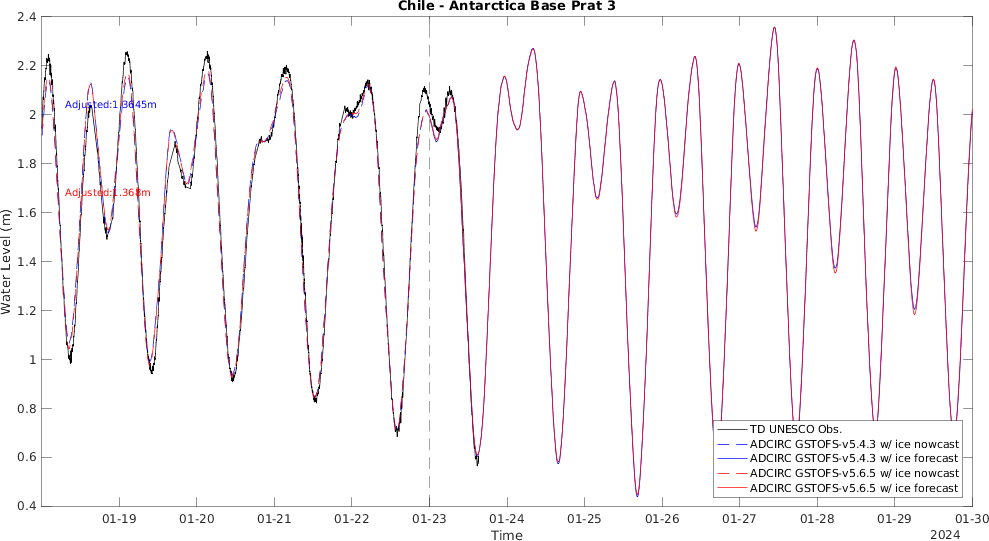 Chile - Antarctica Base Prat 3
2.4
2.2
2
1.8
1.6
1.4
1.2
1
0.8
0.6
0.4
Water Level (m)
Adjusted:1.3645m
Adjusted:1.368m
TD UNESCO Obs.
ADCIRC GSTOFS-v5.4.3 w/ ice nowcast
ADCIRC GSTOFS-v5.4.3 w/ ice forecast
ADCIRC GSTOFS-v5.6.5 w/ ice nowcast
ADCIRC GSTOFS-v5.6.5 w/ ice forecast
01-19 01-20 01-21 01-22 01-23 01-24 01-25 01-26 01-27 01-28 01-29 01-30
Time
2024